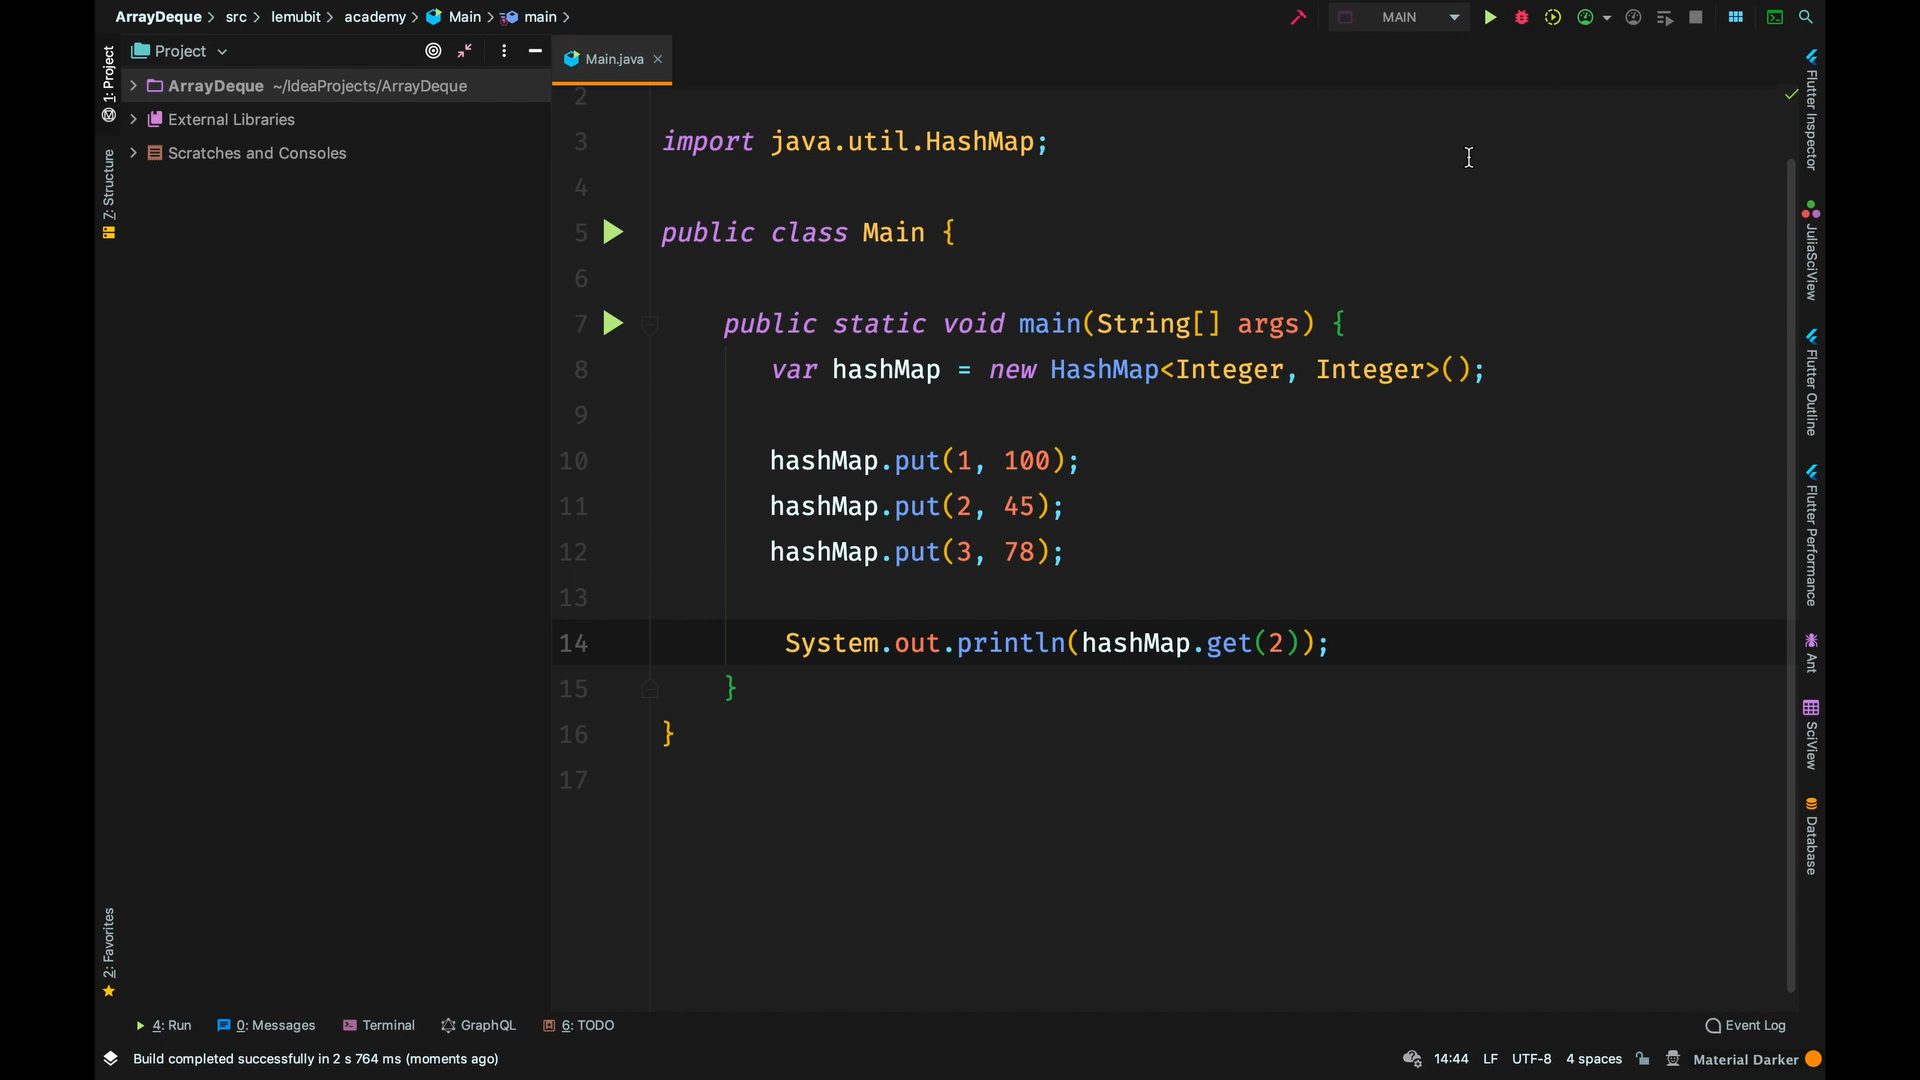 ArrayDeque src lemubit academy Main main
MAIN
Project
Main.java
1: Project
ArrayDeque ~/IdeaProjects/ArrayDeque
External Libraries
Scratches and Consoles
7: Structure
2: Favorites
2
3 import java.util.HashMap;
4
5 public class Main {
6
7 public static void main(String[] args) {
8 var hashMap = new HashMap<Integer, Integer>();
9
10 hashMap.put(1, 100);
11 hashMap.put(2, 45);
12 hashMap.put(3, 78);
13
14 System.out.println(hashMap.get(2));
15 }
16 }
17
Flutter Inspector
JuliaSciView
Flutter Outline
Flutter Performance
Ant
SciView
Database
4: Run 0: Messages Terminal GraphQL 6: TODO Event Log
Build completed successfully in 2 s 764 ms (moments ago) 14:44 LF UTF-8 4 spaces Material Darker